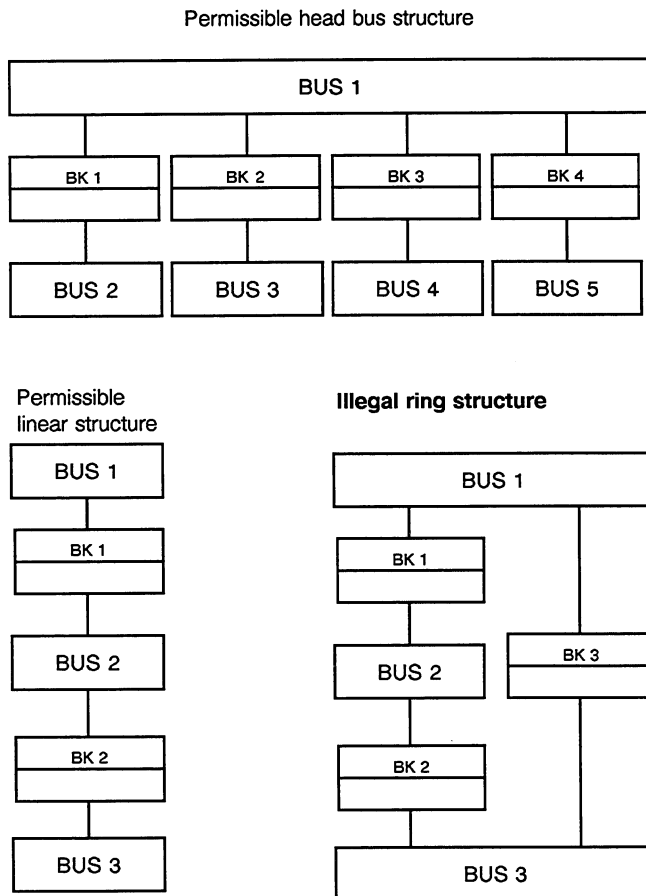 Permissible head bus structure
BUS 1
BK 1
BK 2
BK 3
BK 4
BUS 2
BUS 3
BUS 4
BUS 5
Permissible
linear structure
BUS 1
BK 1
BUS 2
BK 2
BUS 3
Illegal ring structure
BUS 1
BK 1
BUS 2
BK 3
BK 2
BUS 3